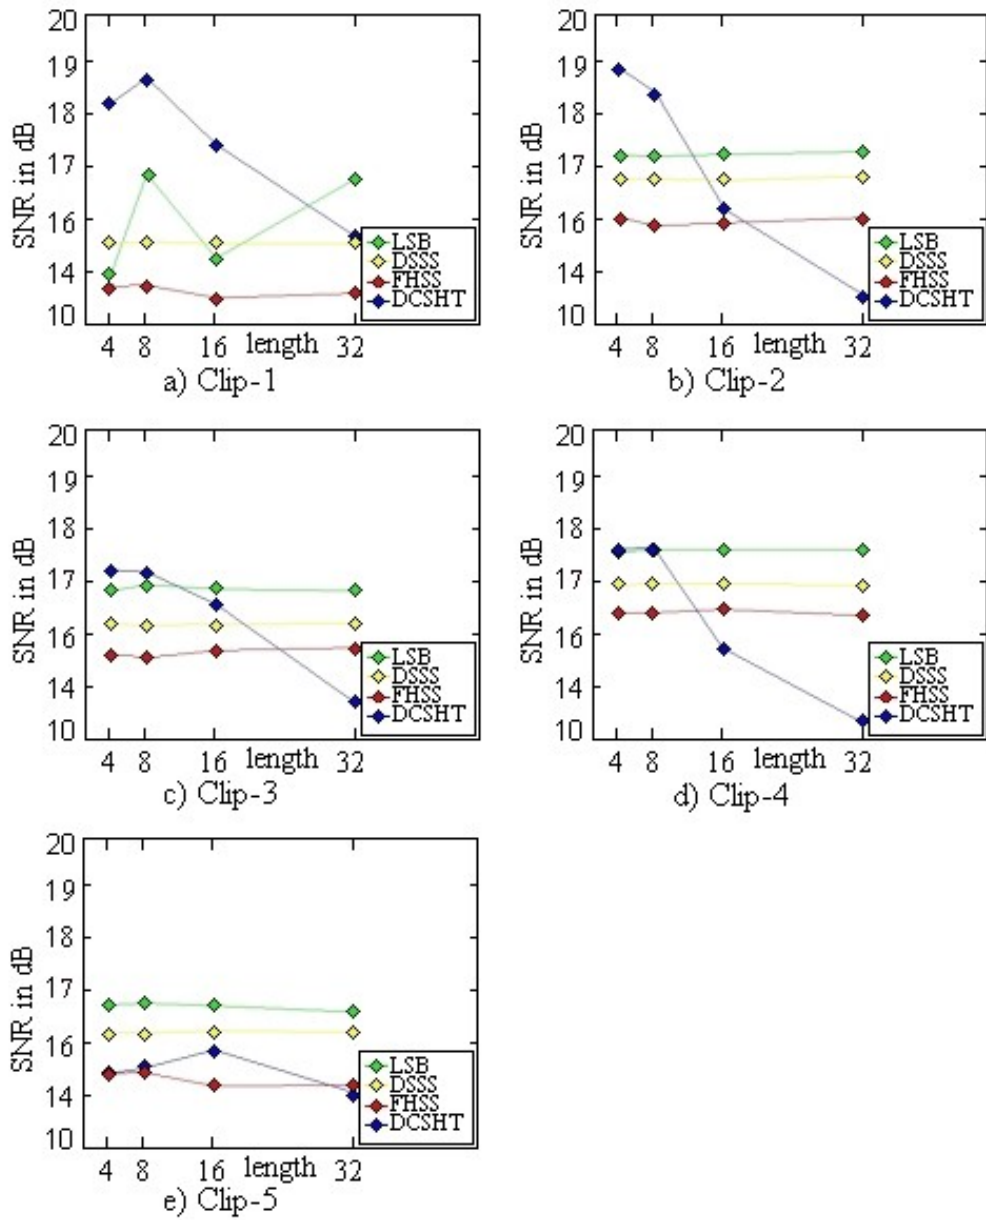 20
19
18
17
16
14
10
SNR in dB
LSB
DSSS
FHSS
DCSHT
4 8 16 length 32
a) Clip-1
20
19
18
17
16
14
10
SNR in dB
LSB
DSSS
FHSS
DCSHT
4 8 16 length 32
b) Clip-2
20
19
18
17
16
14
10
SNR in dB
LSB
DSSS
FHSS
DCSHT
4 8 16 length 32
c) Clip-3
20
19
18
17
16
14
10
SNR in dB
LSB
DSSS
FHSS
DCSHT
4 8 16 length 32
d) Clip-4
20
19
18
17
16
14
10
SNR in dB
LSB
DSSS
FHSS
DCSHT
4 8 16 length 32
e) Clip-5